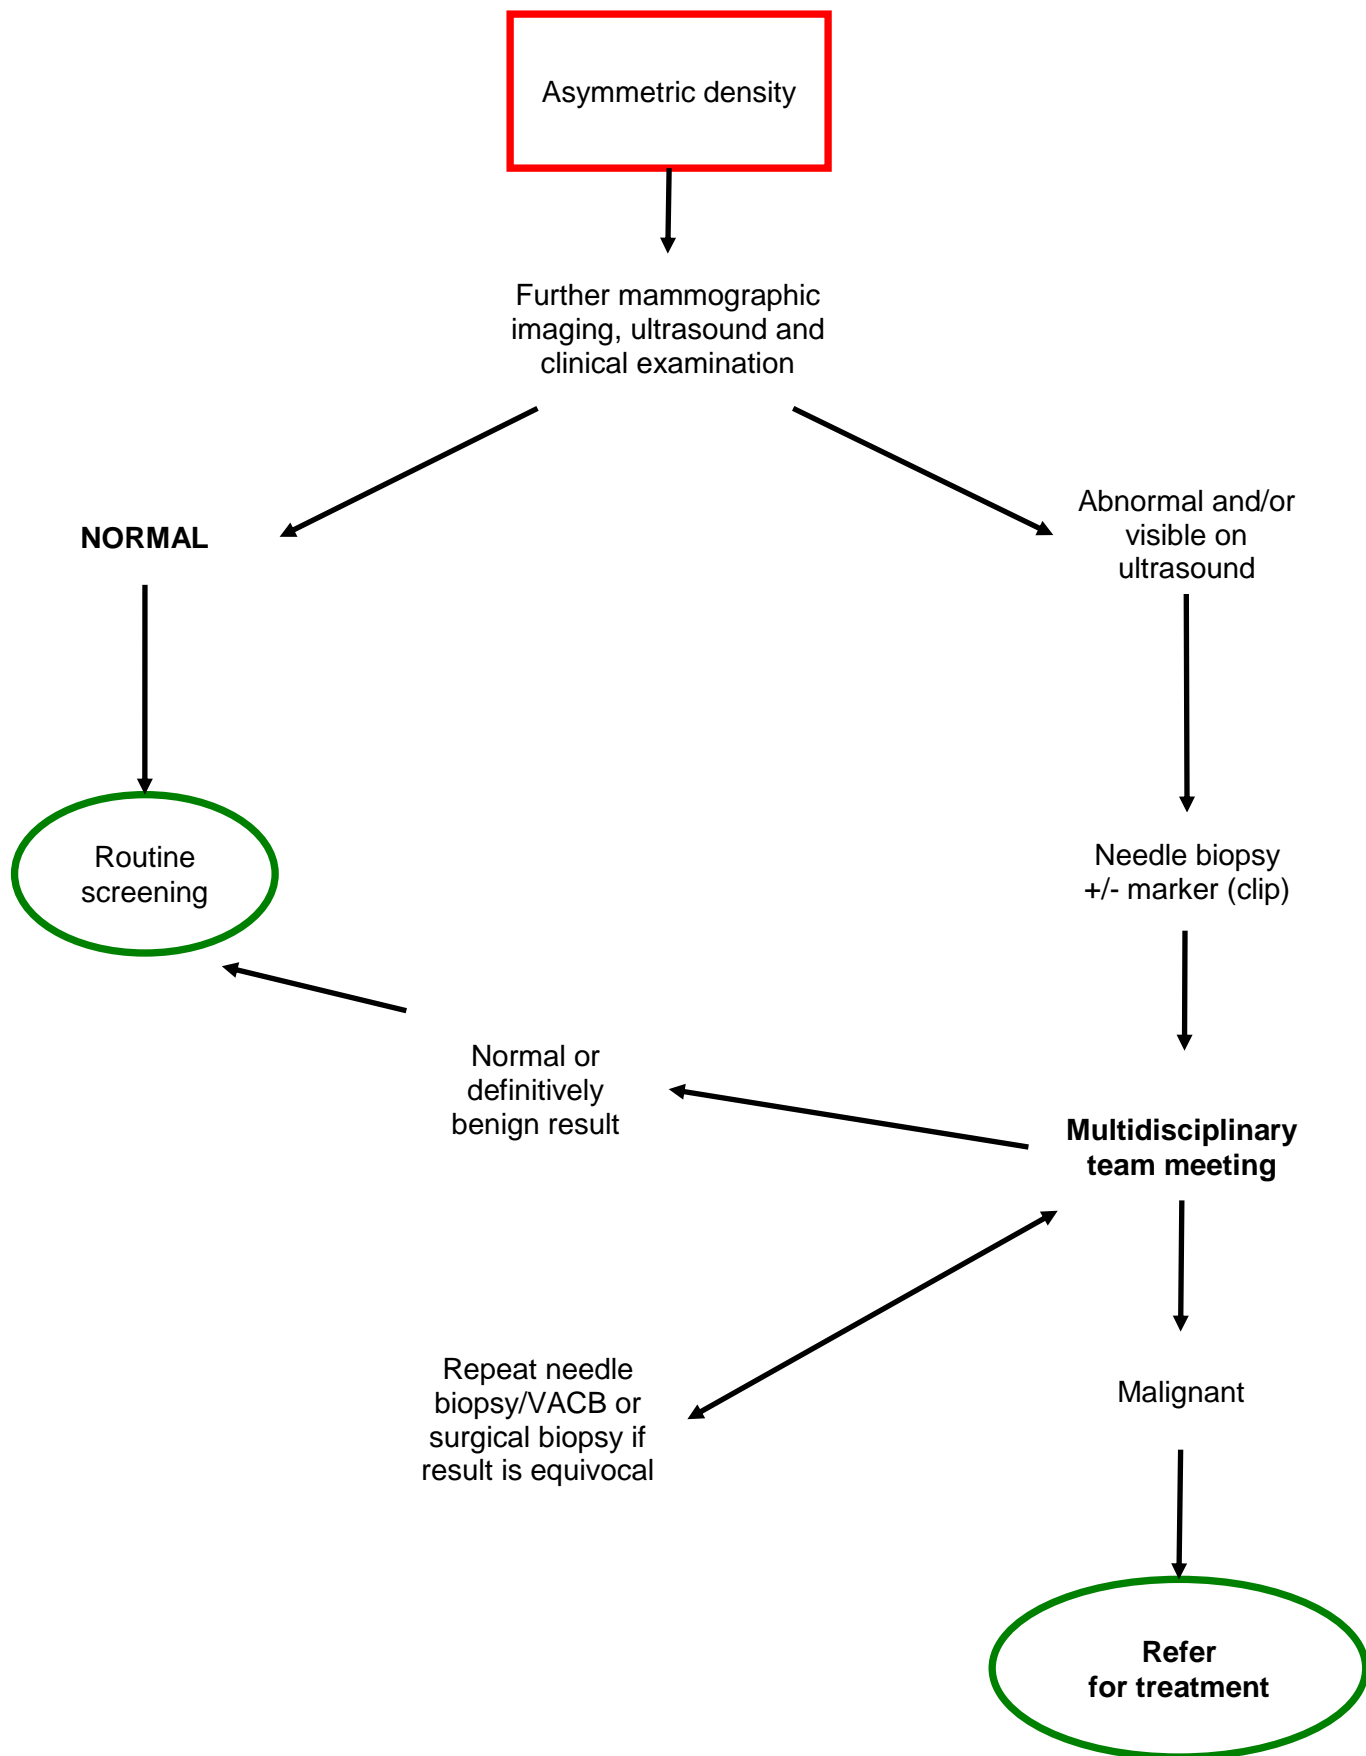 Asymmetric density
Further mammographic
imaging, ultrasound and
clinical examination
NORMAL
Abnormal and/or
visible on
ultrasound
Routine
screening
Needle biopsy
+/- marker (clip)
Normal or
definitively
benign result
Multidisciplinary
team meeting
Repeat needle
biopsy/VACB or
surgical biopsy if
result is equivocal
Malignant
Refer
for treatment